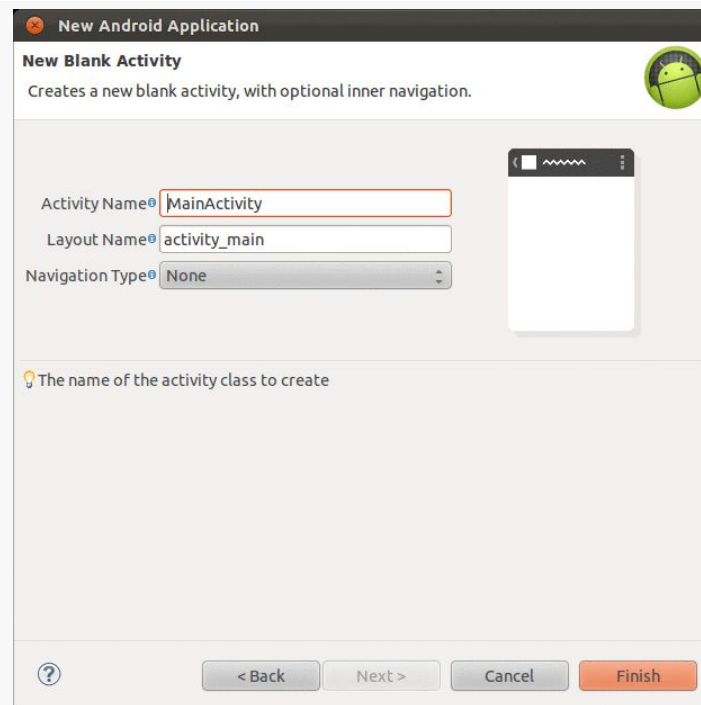 New Android Application
New Blank Activity
Creates a new blank activity, with optional inner navigation.
Activity Name MainActivity
Layout Name activity_main
Navigation Type None
The name of the activity class to create
? < Back Next > Cancel Finish